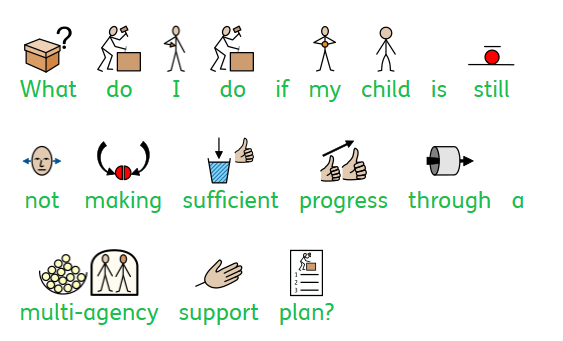 What do I do if my child is still
not making sufficient progress through a
multi-agency support plan?